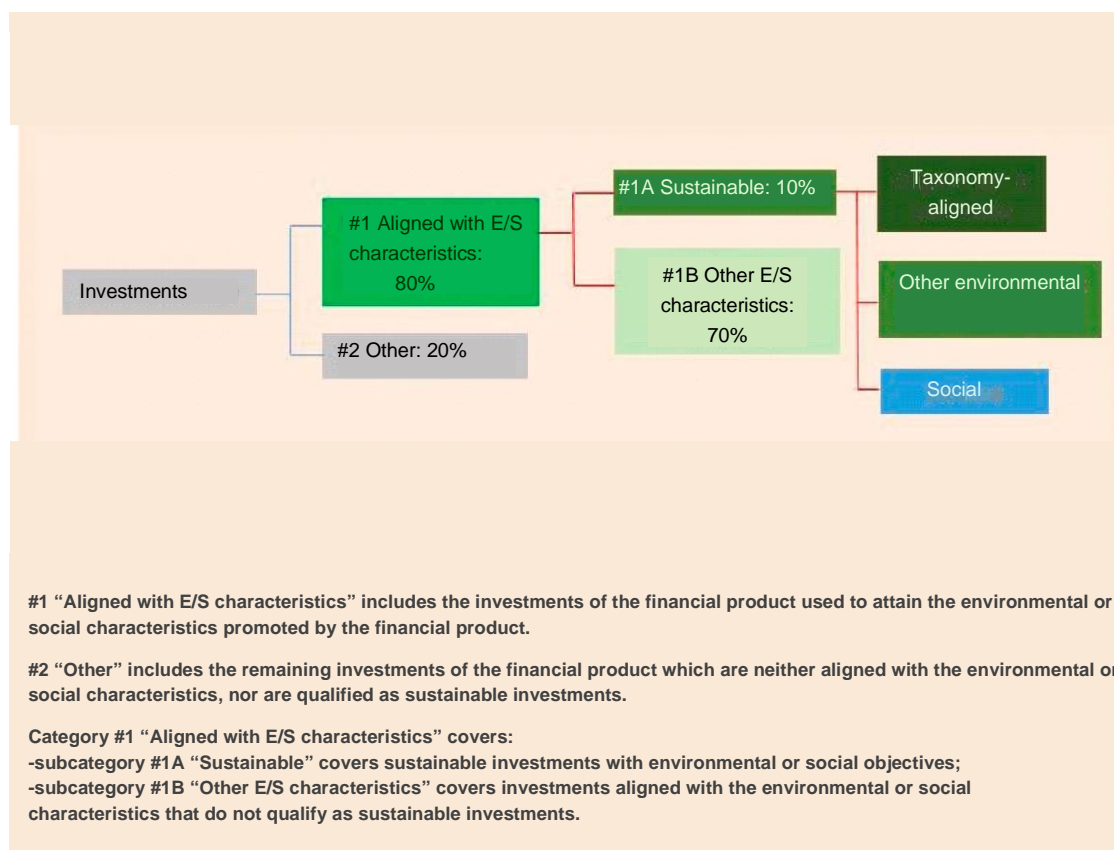 Investments
#1 Aligned with E/S
characteristics:
80%
#2 Other: 20%
#1A Sustainable: 10%
#1B Other E/S
characteristics:
70%
Taxonomy-
aligned
Other environmental
Social
#1 “Aligned with E/S characteristics” includes the investments of the financial product used to attain the environmental or
social characteristics promoted by the financial product.
#2 “Other” includes the remaining investments of the financial product which are neither aligned with the environmental or
social characteristics, nor are qualified as sustainable investments.
Category #1 “Aligned with E/S characteristics” covers:
-subcategory #1A “Sustainable” covers sustainable investments with environmental or social objectives;
-subcategory #1B “Other E/S characteristics” covers investments aligned with the environmental or social
characteristics that do not qualify as sustainable investments.